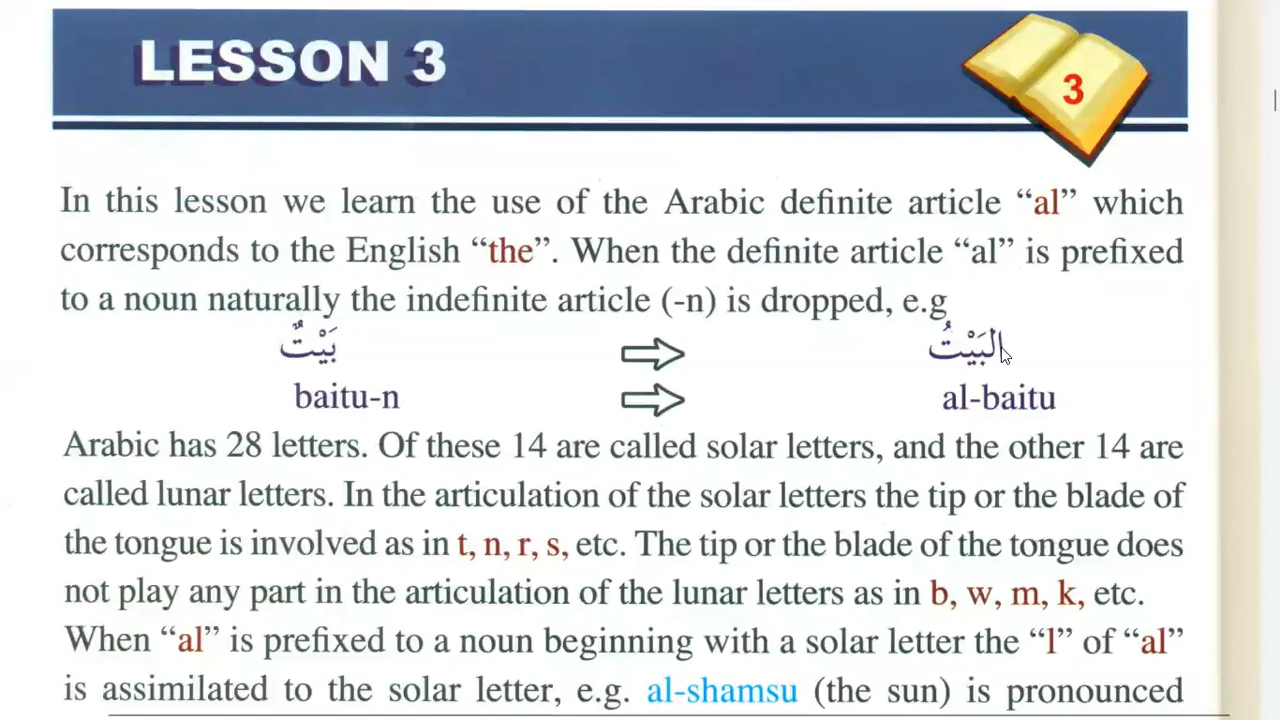 LESSON 3
3
In this lesson we learn the use of the Arabic definite article “al” which
corresponds to the English “the”. When the definite article “al” is prefixed
to a noun naturally the indefinite article (-n) is dropped, e.g
بَيْتٌ ⇒ البَيْتُ
baitu-n ⇒ al-baitu
Arabic has 28 letters. Of these 14 are called solar letters, and the other 14 are
called lunar letters. In the articulation of the solar letters the tip or the blade of
the tongue is involved as in t, n, r, s, etc. The tip or the blade of the tongue does
not play any part in the articulation of the lunar letters as in b, w, m, k, etc.
When “al” is prefixed to a noun beginning with a solar letter the “l” of “al”
is assimilated to the solar letter, e.g. al-shamsu (the sun) is pronounced